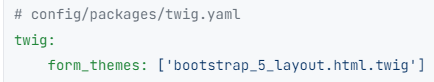 # config/packages/twig.yaml
twig:
    form_themes: ['bootstrap_5_layout.html.twig']